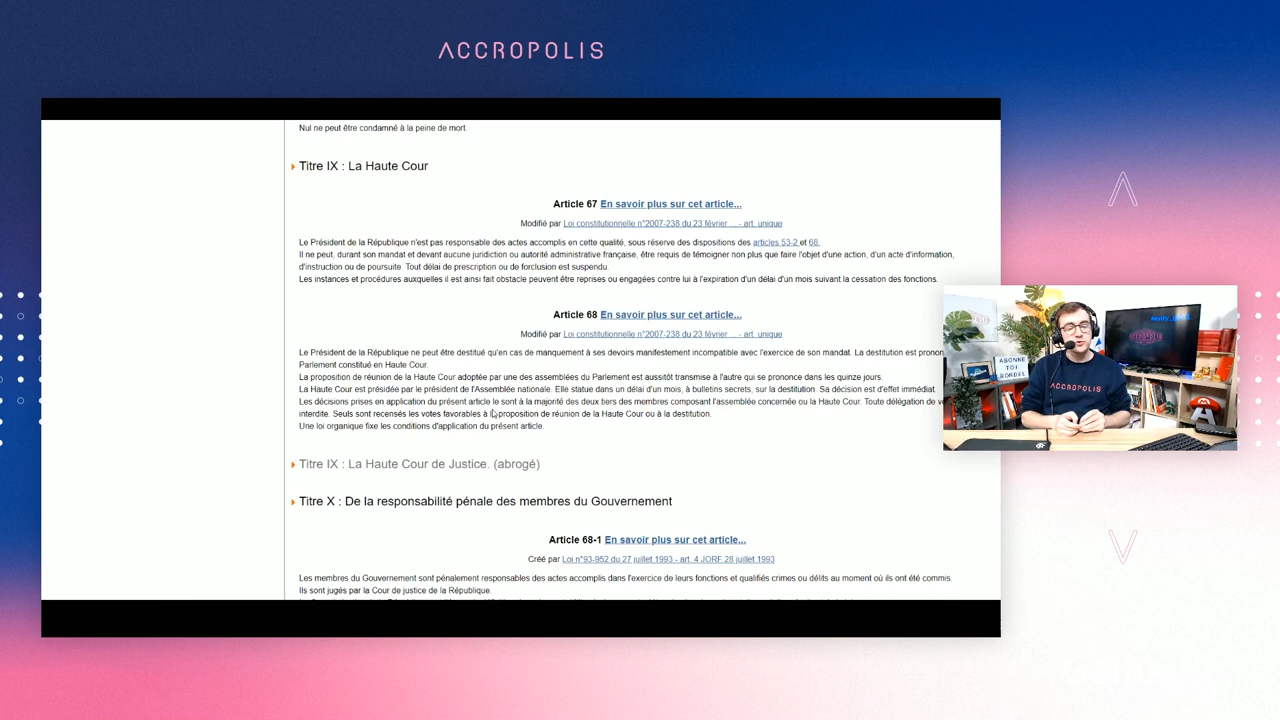 ACCROPOLIS
Nul ne peut être condamné à la peine de mort.
Titre IX : La Haute Cour
Article 67 En savoir plus sur cet article...
Modifié par Loi constitutionnelle n°2007-238 du 23 février ... - art. unique
Le Président de la République n'est pas responsable des actes accomplis en cette qualité, sous réserve des dispositions des articles 53-2 et 68.
Il ne peut, durant son mandat et devant aucune juridiction ou autorité administrative française, être requis de témoigner non plus que faire l'objet d'une action, d'un acte d'information,
d'instruction ou de poursuite. Tout délai de prescription ou de forclusion est suspendu.
Les instances et procédures auxquelles il est ainsi fait obstacle peuvent être reprises ou engagées contre lui à l'expiration d'un délai d'un mois suivant la cessation des fonctions.
Article 68 En savoir plus sur cet article...
Modifié par Loi constitutionnelle n°2007-238 du 23 février ... - art. unique
Le Président de la République ne peut être destitué qu'en cas de manquement à ses devoirs manifestement incompatible avec l'exercice de son mandat. La destitution est pronon
Parlement constitué en Haute Cour.
La proposition de réunion de la Haute Cour adoptée par une des assemblées du Parlement est aussitôt transmise à l'autre qui se prononce dans les quinze jours.
La Haute Cour est présidée par le président de l'Assemblée nationale. Elle statue dans un délai d'un mois, à bulletins secrets, sur la destitution. Sa décision est d'effet immédiat.
Les décisions prises en application du présent article le sont à la majorité des deux tiers des membres composant l'assemblée concernée ou la Haute Cour. Toute délégation de v
interdite. Seuls sont recensés les votes favorables à la proposition de réunion de la Haute Cour ou à la destitution.
Une loi organique fixe les conditions d'application du présent article.
Titre IX : La Haute Cour de Justice. (abrogé)
Titre X : De la responsabilité pénale des membres du Gouvernement
Article 68-1 En savoir plus sur cet article...
Créé par Loi n°93-952 du 27 juillet 1993 - art. 4 JORF 28 juillet 1993
Les membres du Gouvernement sont pénalement responsables des actes accomplis dans l'exercice de leurs fonctions et qualifiés crimes ou délits au moment où ils ont été commis.
Ils sont jugés par la Cour de justice de la République.
ABONNE
TOI
BORDEL
ACCROPOLIS